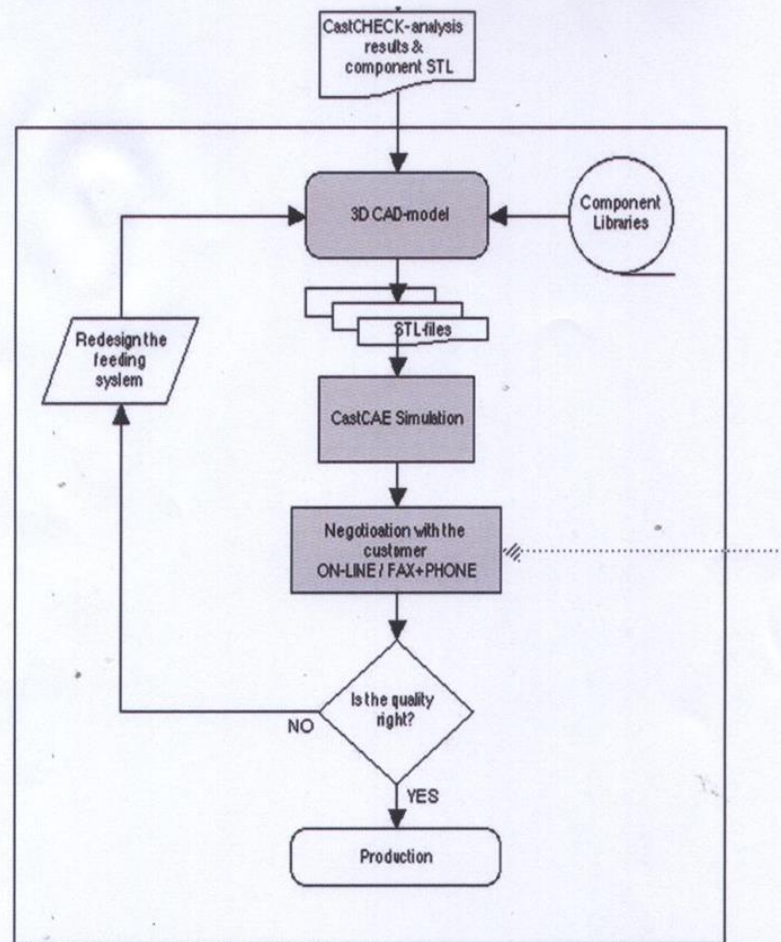 CastCHECK-analysis
results &
component STL
3D CAD-model
Component
Libraries
STL-files
Redesign the
feeding
system
CastCAE Simulation
Negotioation with the
customer
ON-LINE / FAX+PHONE
Is the quality
right?
NO
YES
Production